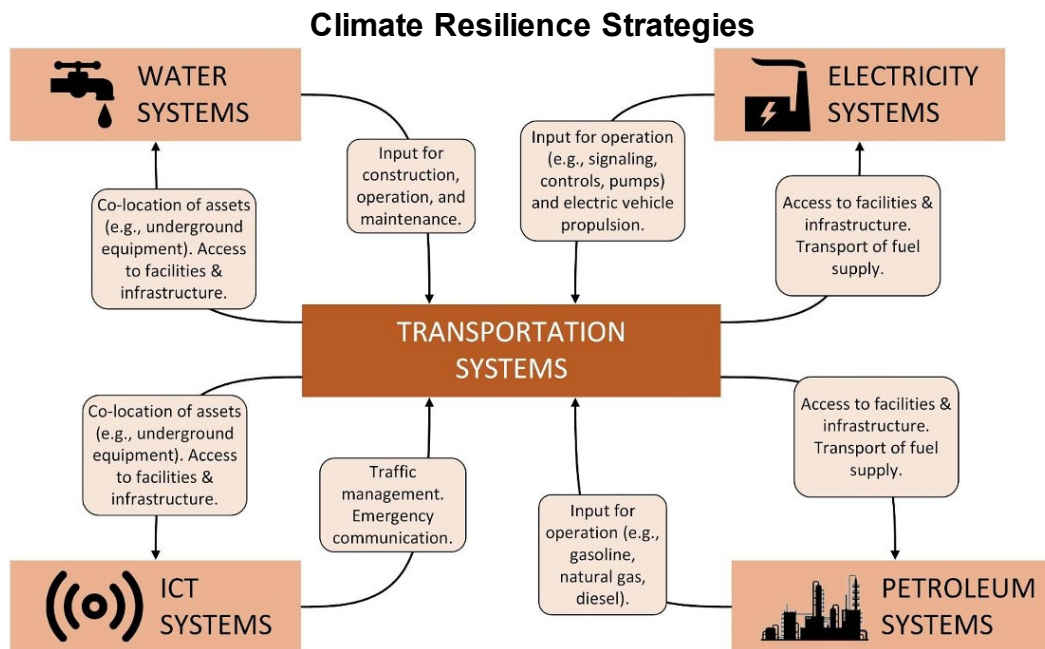 Climate Resilience Strategies
WATER
SYSTEMS
ELECTRICITY
SYSTEMS
Input for
construction,
operation, and
maintenance.
Input for operation
(e.g., signaling,
controls, pumps)
and electric vehicle
propulsion.
Co-location of assets
(e.g., underground
equipment). Access
to facilities &
infrastructure.
Access to facilities &
infrastructure.
Transport of fuel
supply.
TRANSPORTATION
SYSTEMS
Co-location of assets
(e.g., underground
equipment). Access
to facilities &
infrastructure.
Traffic
management.
Emergency
communication.
Input for
operation (e.g.,
gasoline,
natural gas,
diesel).
Access to facilities &
infrastructure.
Transport of fuel
supply.
ICT
SYSTEMS
PETROLEUM
SYSTEMS